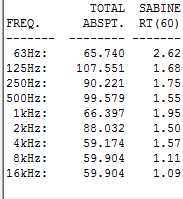 TOTAL SABINE
FREQ. ABSPT. RT(60)
------- -------- -------
63Hz: 65.740 2.62
125Hz: 107.551 1.68
250Hz: 90.221 1.75
500Hz: 99.579 1.55
1kHz: 66.397 1.95
2kHz: 88.032 1.50
4kHz: 59.174 1.57
8kHz: 59.904 1.11
16kHz: 59.904 1.09